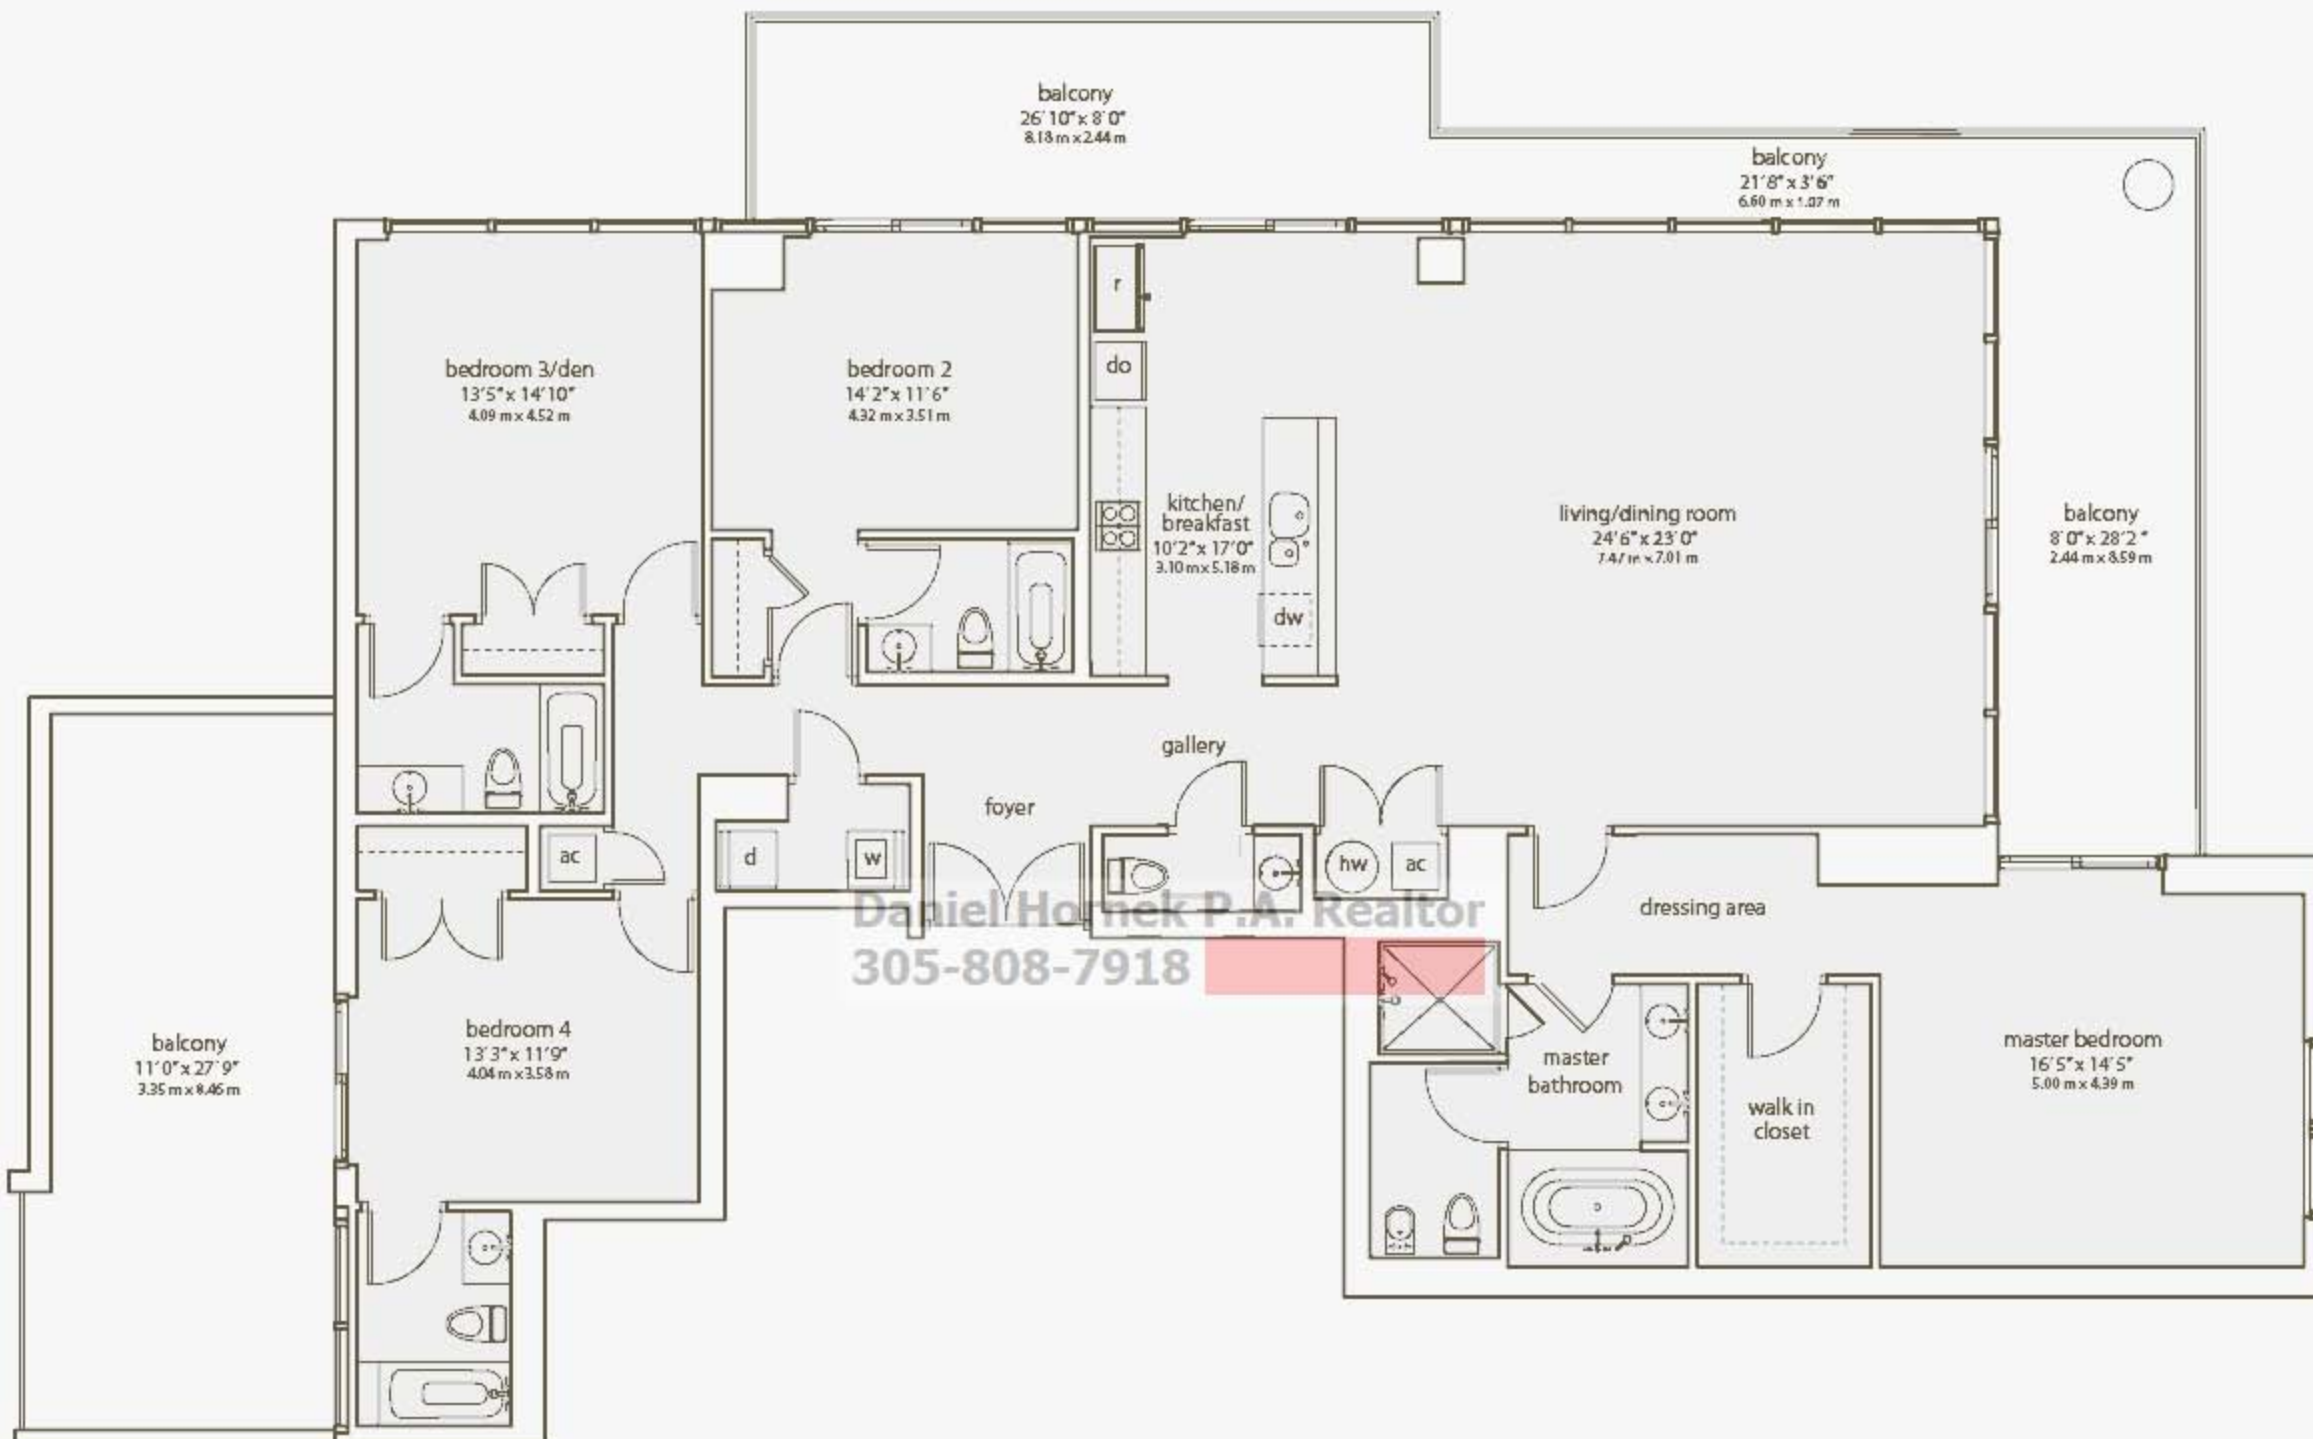 balcony
26'10"x 8'0"
8.18 m x 2.44 m
balcony
21'8"x 3'6"
6.60 m x 1.07 m
bedroom 3/den
13'5"x 14'10"
4.09 m x 4.52 m
bedroom 2
14'2"x 11'6"
4.32 m x 3.51 m
r
do
kitchen/
breakfast
10'2"x 17'0"
3.10 m x 5.18 m
dw
living/dining room
24'6"x 23'0"
7.47 m x 7.01 m
balcony
8'0"x 28'2"
2.44 m x 8.59 m
gallery
foyer
ac
d
w
hw
ac
dressing area
Daniel Hornek P.A. Realtor
305-808-7918
balcony
11'0"x 27'9"
3.35 m x 8.46 m
bedroom 4
13'3"x 11'9"
4.04 m x 3.58 m
master
bathroom
walk in
closet
master bedroom
16'5"x 14'5"
5.00 m x 4.39 m